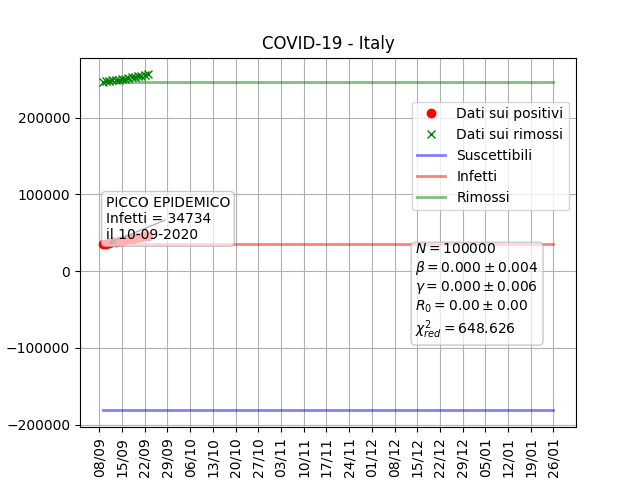 COVID-19 - Italy
200000
100000
0
−100000
−200000
Dati sui positivi
Dati sui rimossi
Suscettibili
Infetti
Rimossi
PICCO EPIDEMICO
Infetti = 34734
il 10-09-2020
N = 100000
β = 0.000 ± 0.004
γ = 0.000 ± 0.006
R₀ = 0.00 ± 0.00
χ²_red = 648.626
08/09
15/09
22/09
29/09
06/10
13/10
20/10
27/10
03/11
10/11
17/11
24/11
01/12
08/12
15/12
22/12
29/12
05/01
12/01
19/01
26/01